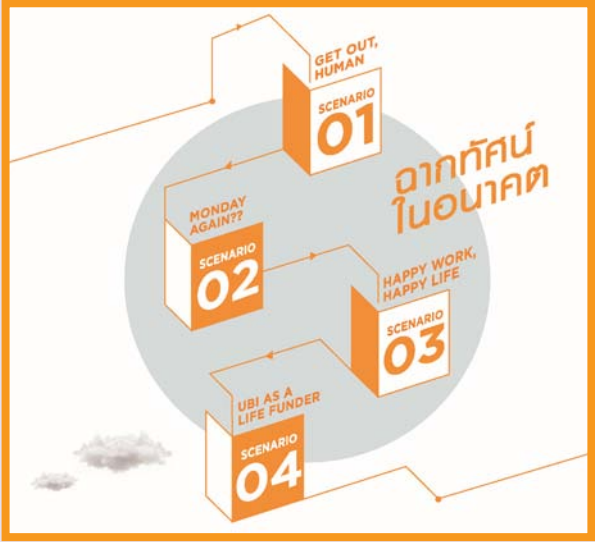 GET OUT,
HUMAN
SCENARIO
01
ฉากทัศน์
ในอนาคต
MONDAY
AGAIN??
SCENARIO
02
HAPPY WORK,
HAPPY LIFE
SCENARIO
03
UBI AS A
LIFE FUNDER
SCENARIO
04